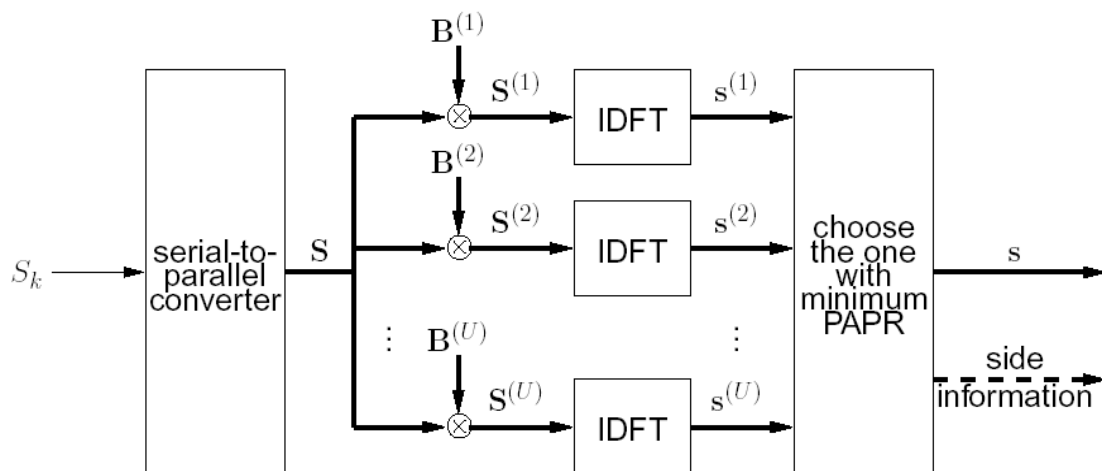 B^{(1)}
S^{(1)}
IDFT
s^{(1)}
B^{(2)}
S^{(2)}
IDFT
s^{(2)}
S_k
serial-to-
parallel
converter
S
choose
the one
with
minimum
PAPR
s
⋮
B^{(U)}
⋮
side
information
S^{(U)}
IDFT
s^{(U)}